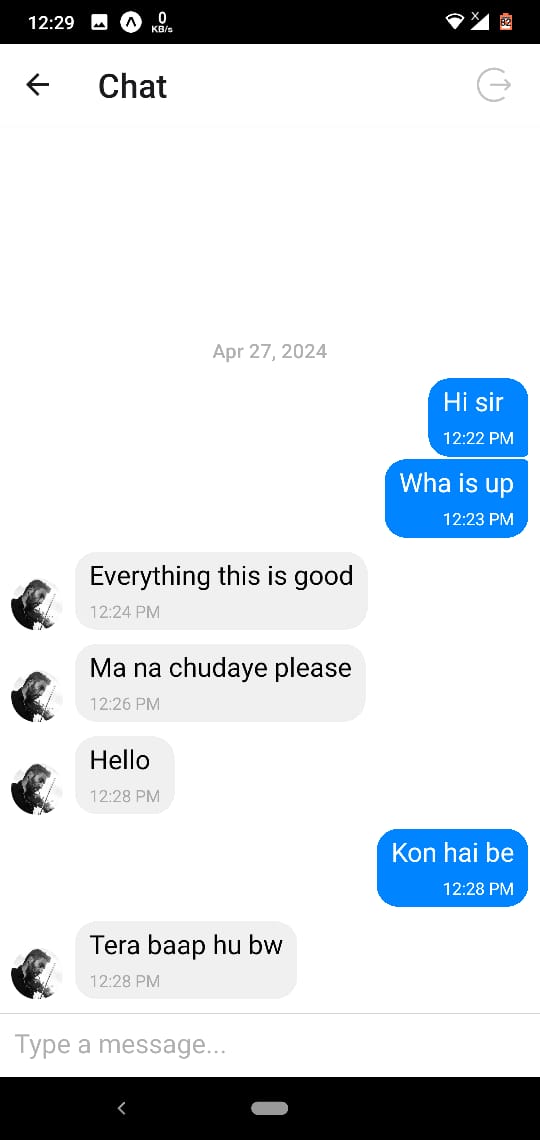 12:29
0
KB/s
32
Chat
Apr 27, 2024
Hi sir
12:22 PM
Wha is up
12:23 PM
Everything this is good
12:24 PM
Ma na chudaye please
12:26 PM
Hello
12:28 PM
Kon hai be
12:28 PM
Tera baap hu bw
12:28 PM
Type a message...